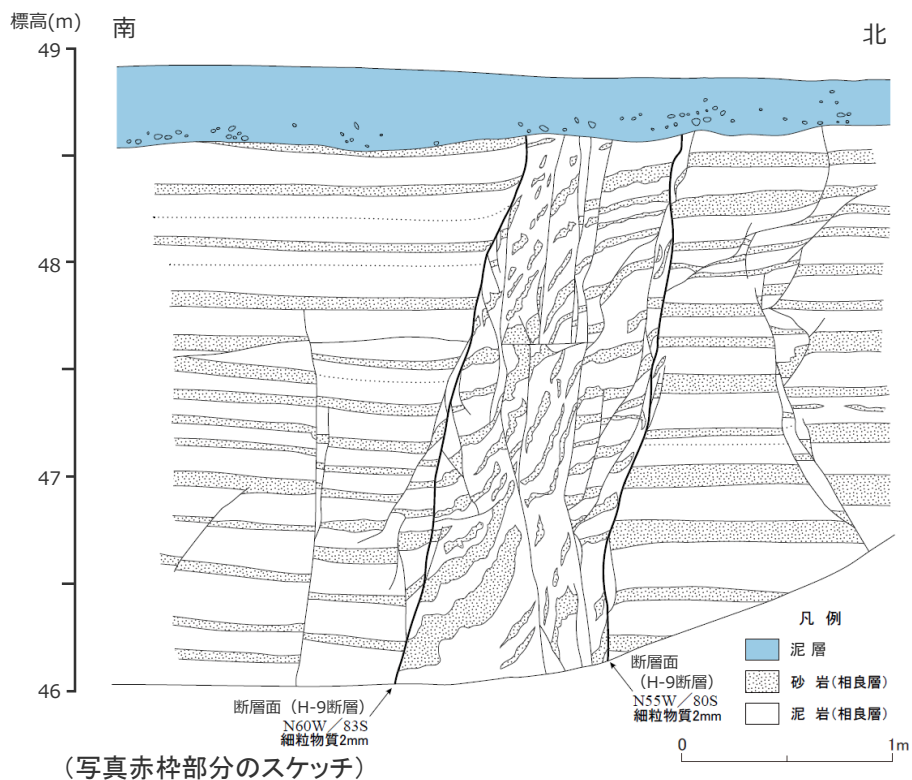 標高(m)
南
北
49
48
47
46
凡 例
泥 層
砂 岩(相良層)
泥 岩(相良層)
断層面（H-9断層）
N60W／83S
細粒物質2mm
断層面
（H-9断層）
N55W／80S
細粒物質2mm
0
1m
（写真赤枠部分のスケッチ）